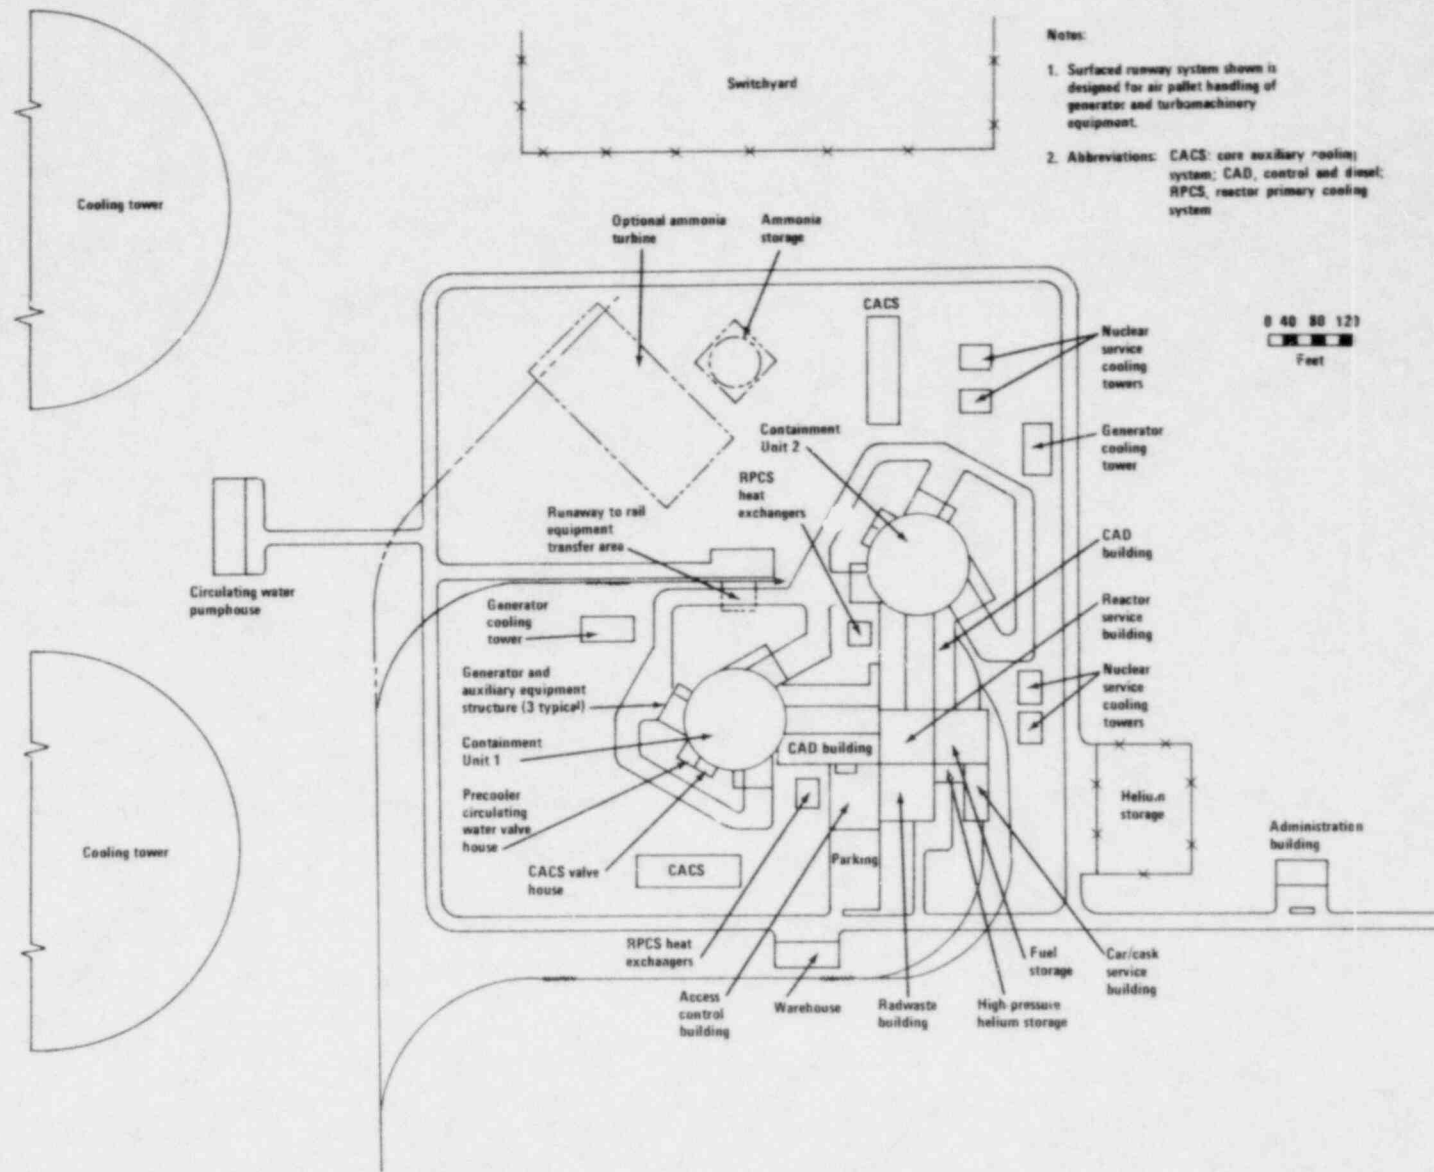 Notes:
1. Surfaced runway system shown is
designed for air pallet handling of
generator and turbomachinery
equipment.
2. Abbreviations: CACS: core auxiliary cooling
system; CAD, control and diesel;
RPCS, reactor primary cooling
system
Switchyard
Cooling tower
Optional ammonia
turbine
Ammonia
storage
CACS
Nuclear
service
cooling
towers
0 40 80 120
Feet
Containment
Unit 2
Generator
cooling
tower
RPCS
heat
exchangers
Runaway to rail
equipment
transfer area
CAD
building
Circulating water
pumphouse
Generator
cooling
tower
Reactor
service
building
Generator and
auxiliary equipment
structure (3 typical)
Nuclear
service
cooling
towers
Containment
Unit 1
CAD building
Precooler
circulating
water valve
house
Helium
storage
Administration
building
Cooling tower
CACS valve
house
CACS
Parking
RPCS heat
exchangers
Fuel
storage
Car/cask
service
building
Access
control
building
Warehouse
Radwaste
building
High-pressure
helium storage